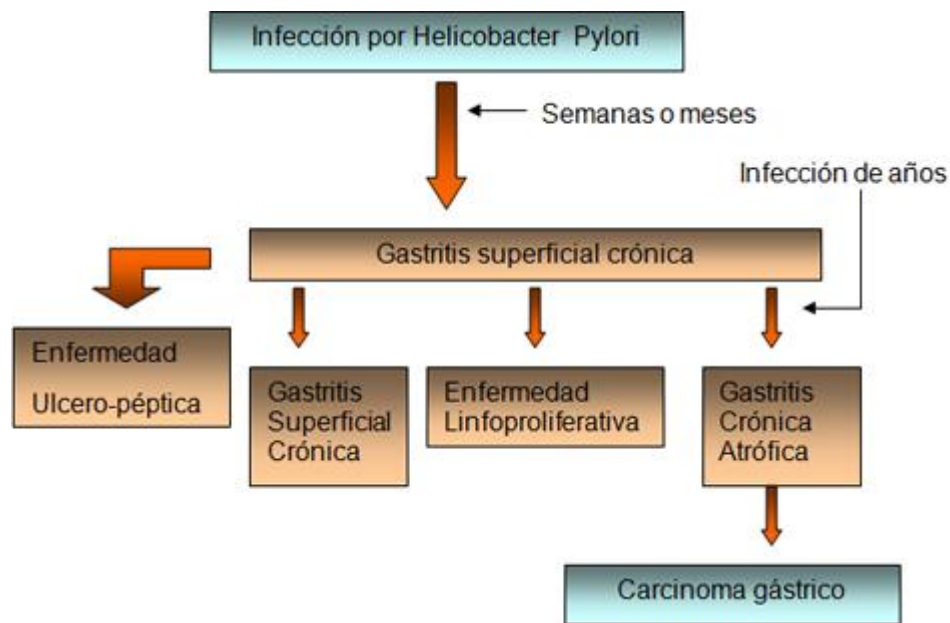 Infección por Helicobacter Pylori
Semanas o meses
Infección de años
Gastritis superficial crónica
Enfermedad
Ulcero-péptica
Gastritis
Superficial
Crónica
Enfermedad
Linfoproliferativa
Gastritis
Crónica
Atrófica
Carcinoma gástrico